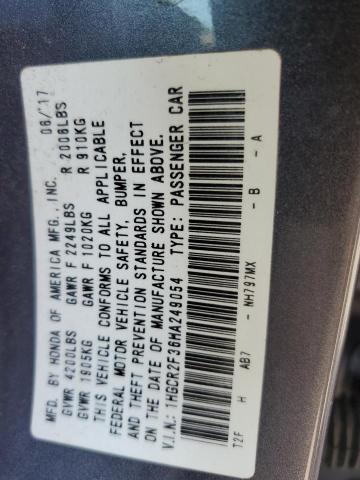 MFD. BY HONDA OF AMERICA MFG., INC. 06/17
GVWR 4200LBS GAWR F 2249LBS R 2008LBS
GVWR 1905KG GAWR F 1020KG R 910KG
THIS VEHICLE CONFORMS TO ALL APPLICABLE
FEDERAL MOTOR VEHICLE SAFETY, BUMPER,
AND THEFT PREVENTION STANDARDS IN EFFECT
ON THE DATE OF MANUFACTURE SHOWN ABOVE.
V.I.N.: 1HGCR2F36HA249054 TYPE: PASSENGER CAR
T2F H AB7 - NH797MX - B - A